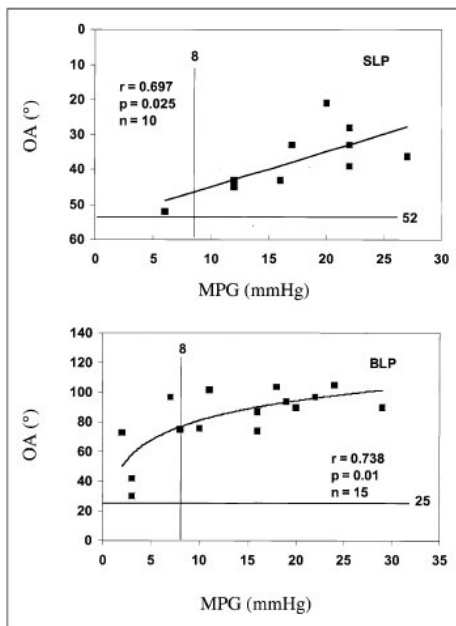 0
8
SLP
10
r = 0.697
p = 0.025
n = 10
20
30
OA (°)
40
50
52
60
0 5 10 15 20 25 30
MPG (mmHg)
140
8
BLP
120
100
80
OA (°)
60
r = 0.738
p = 0.01
n = 15
40
25
20
0
0 5 10 15 20 25 30 35
MPG (mmHg)